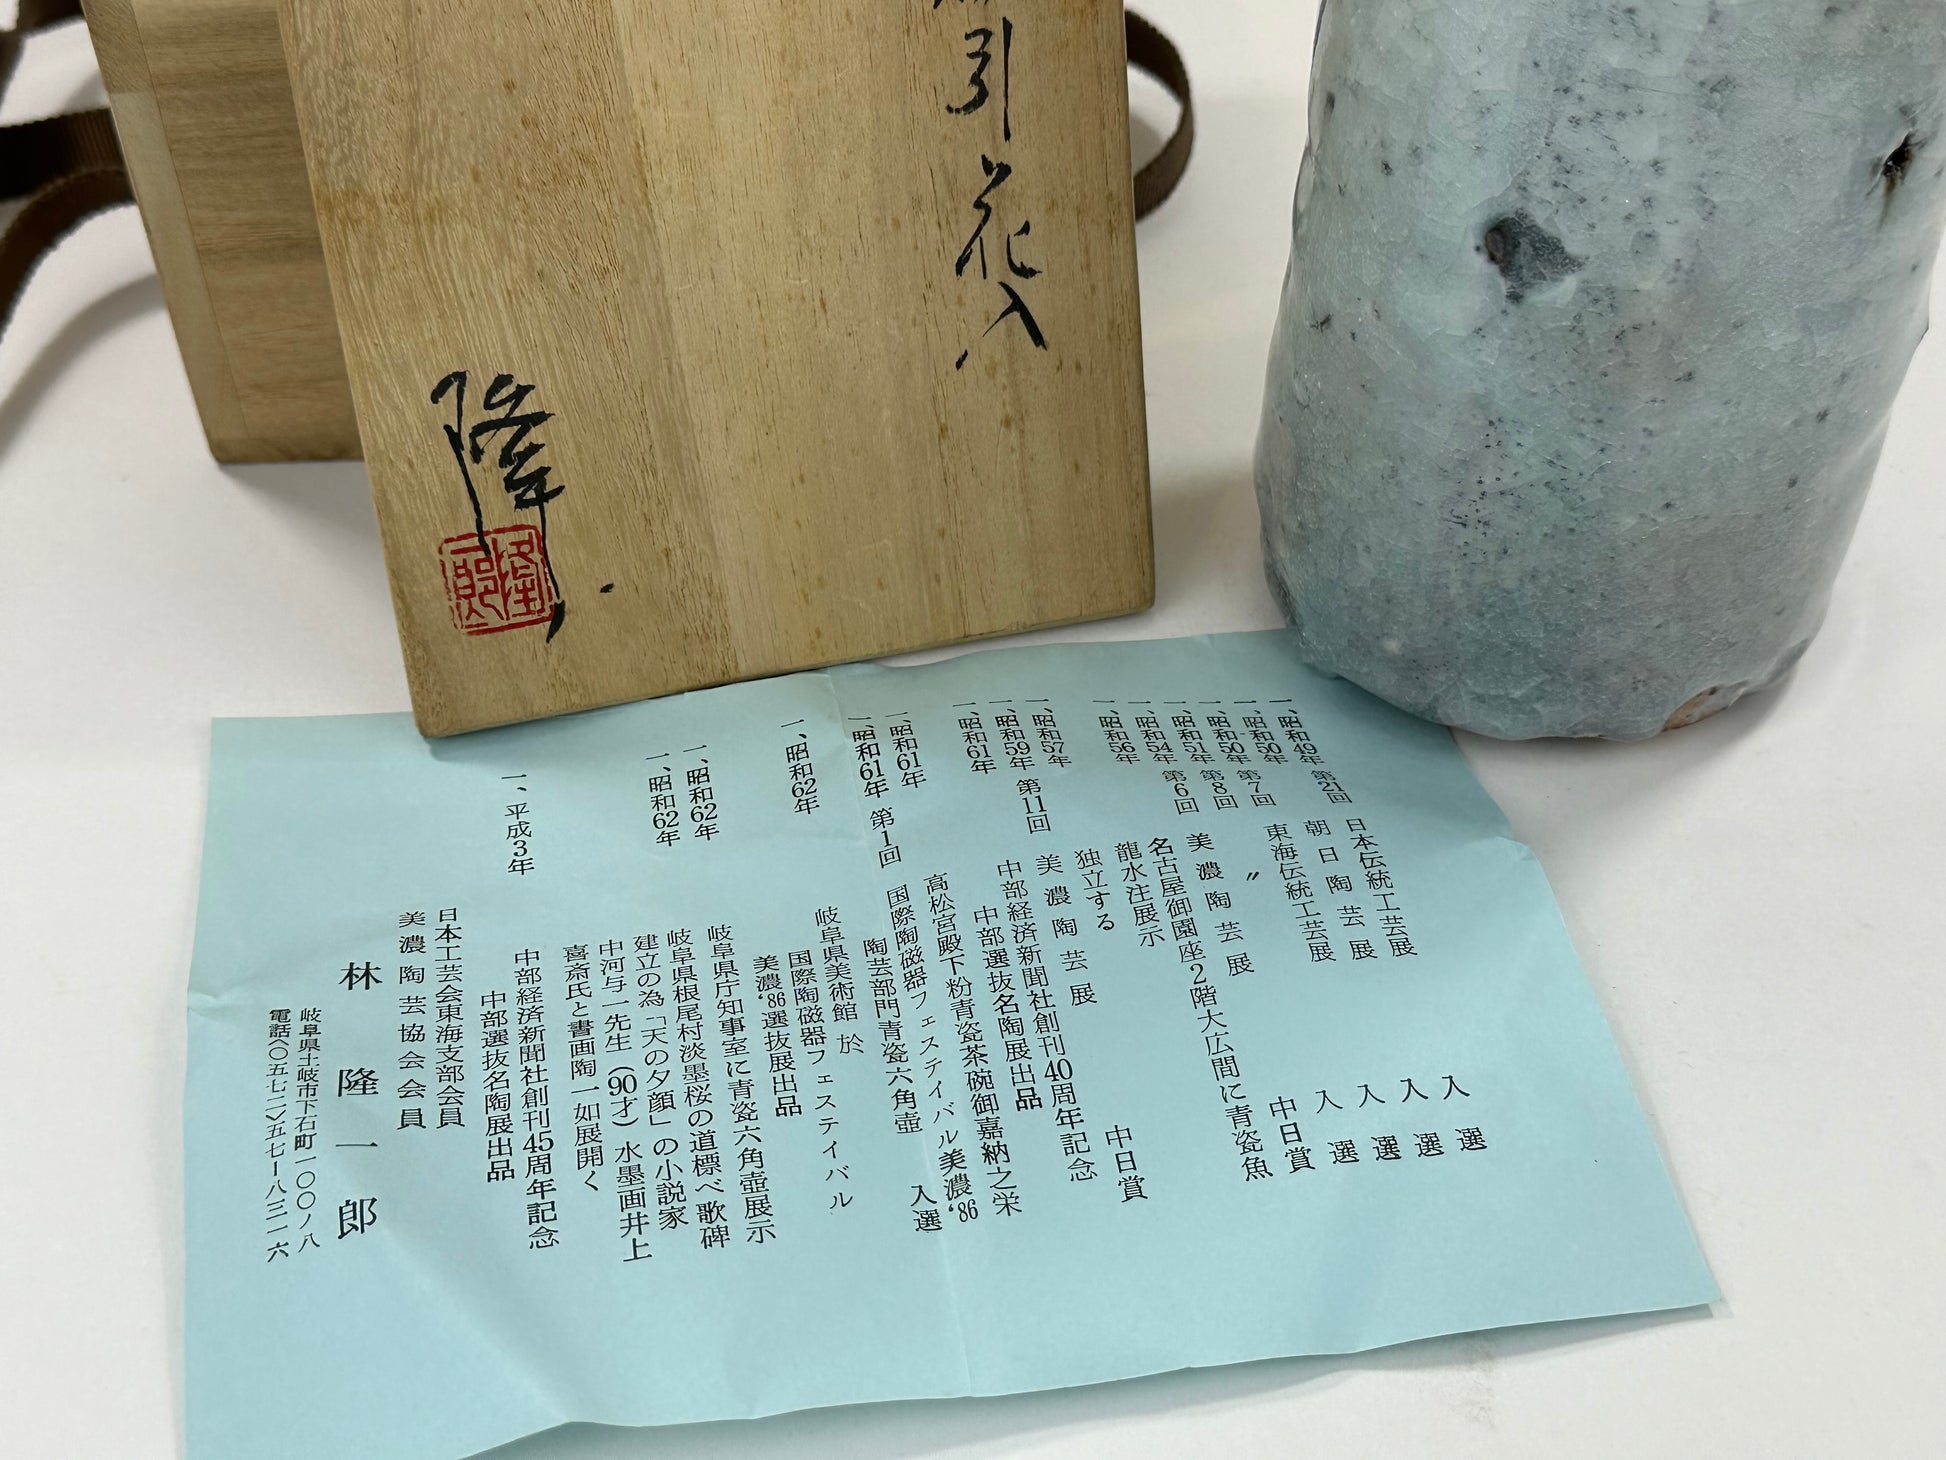 引花入
隆
隆一郎
一、昭和49年 第21回 日本伝統工芸展 入選
一、昭和50年 朝日陶芸展 入選
一、昭和50年 第7回 東海伝統工芸展 入選
一、昭和50年 第8回 〃 入選
一、昭和51年 第6回 美濃陶芸展 中日賞
一、昭和54年 名古屋御園座2階大広間に青瓷魚
龍水注展示
一、昭和56年 独立する
一、昭和57年 第11回 美濃陶芸展 中日賞
一、昭和59年 中部経済新聞社創刊40周年記念
中部選抜名陶展出品
一、昭和61年 高松宮殿下粉青瓷茶碗御嘉納之栄
一、昭和61年 第1回 国際陶磁器フェスティバル美濃'86
陶芸部門青瓷六角壺 入選
一、昭和61年 岐阜県美術館 於
国際陶磁器フェスティバル
美濃'86選抜展出品
一、昭和62年 岐阜県庁知事室に青瓷六角壺展示
一、昭和62年 岐阜県根尾村淡墨桜の道標べ歌碑
建立の為「天の夕顔」の小説家
一、昭和62年 中河与一先生(90才)水墨画井上
喜斎氏と書画陶一如展開く
一、平成3年 中部経済新聞社創刊45周年記念
中部選抜名陶展出品
日本工芸会東海支部会員
美濃陶芸協会会員
林隆一郎
岐阜県土岐市下石町一〇〇ノ八
電話〈〇五七二〉五七ー八三一六